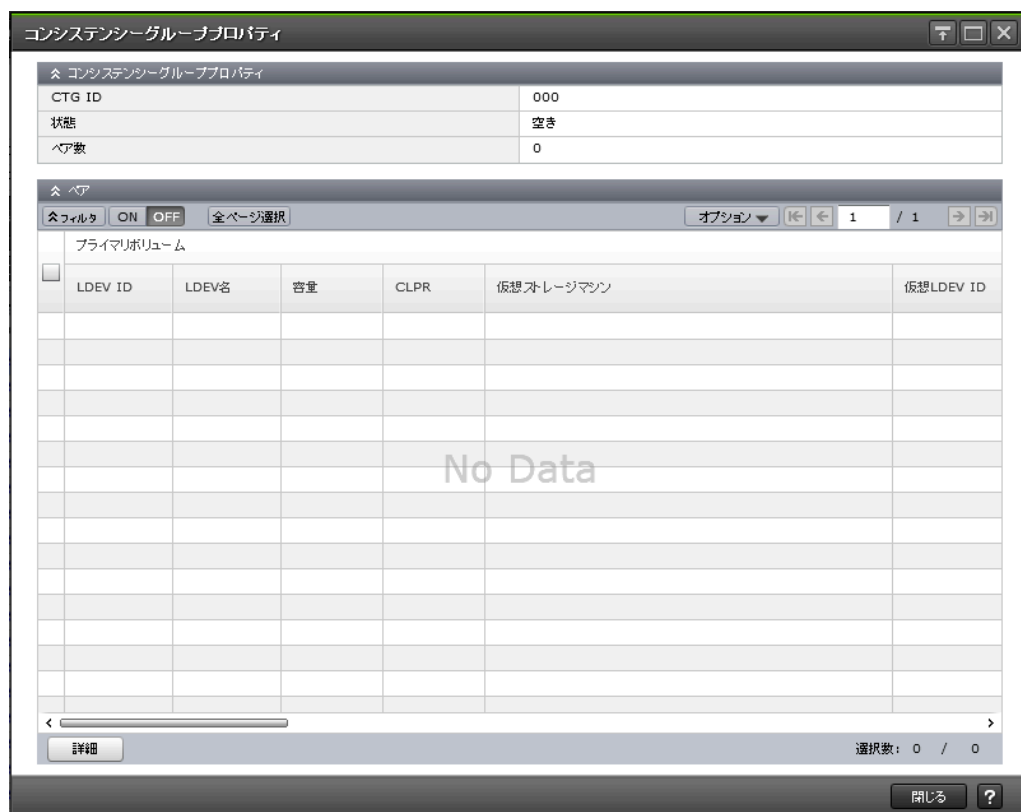 コンシステンシーグループプロパティ
コンシステンシーグループプロパティ
CTG ID 000
状態 空き
ペア数 0
ペア
フィルタ ON OFF 全ページ選択 オプション 1 / 1
プライマリボリューム
LDEV ID LDEV名 容量 CLPR 仮想ストレージマシン 仮想LDEV ID
No Data
詳細 選択数: 0 / 0
閉じる ?